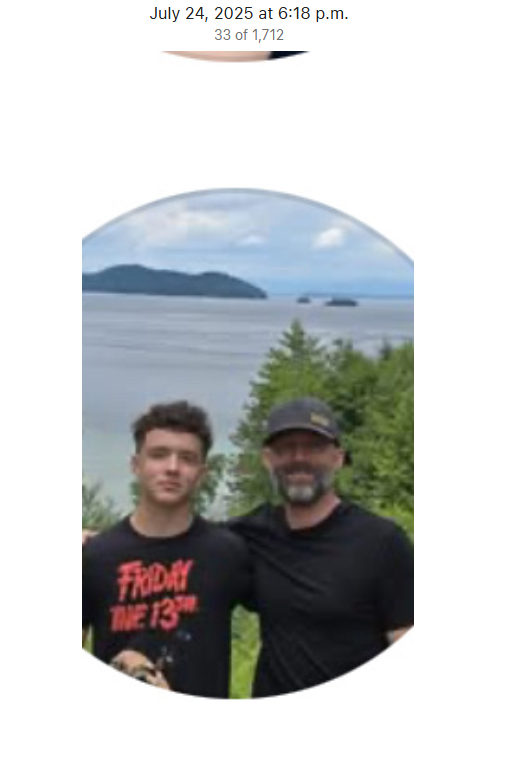 July 24, 2025 at 6:18 p.m.
33 of 1,712
FRIDAY
THE 13TH